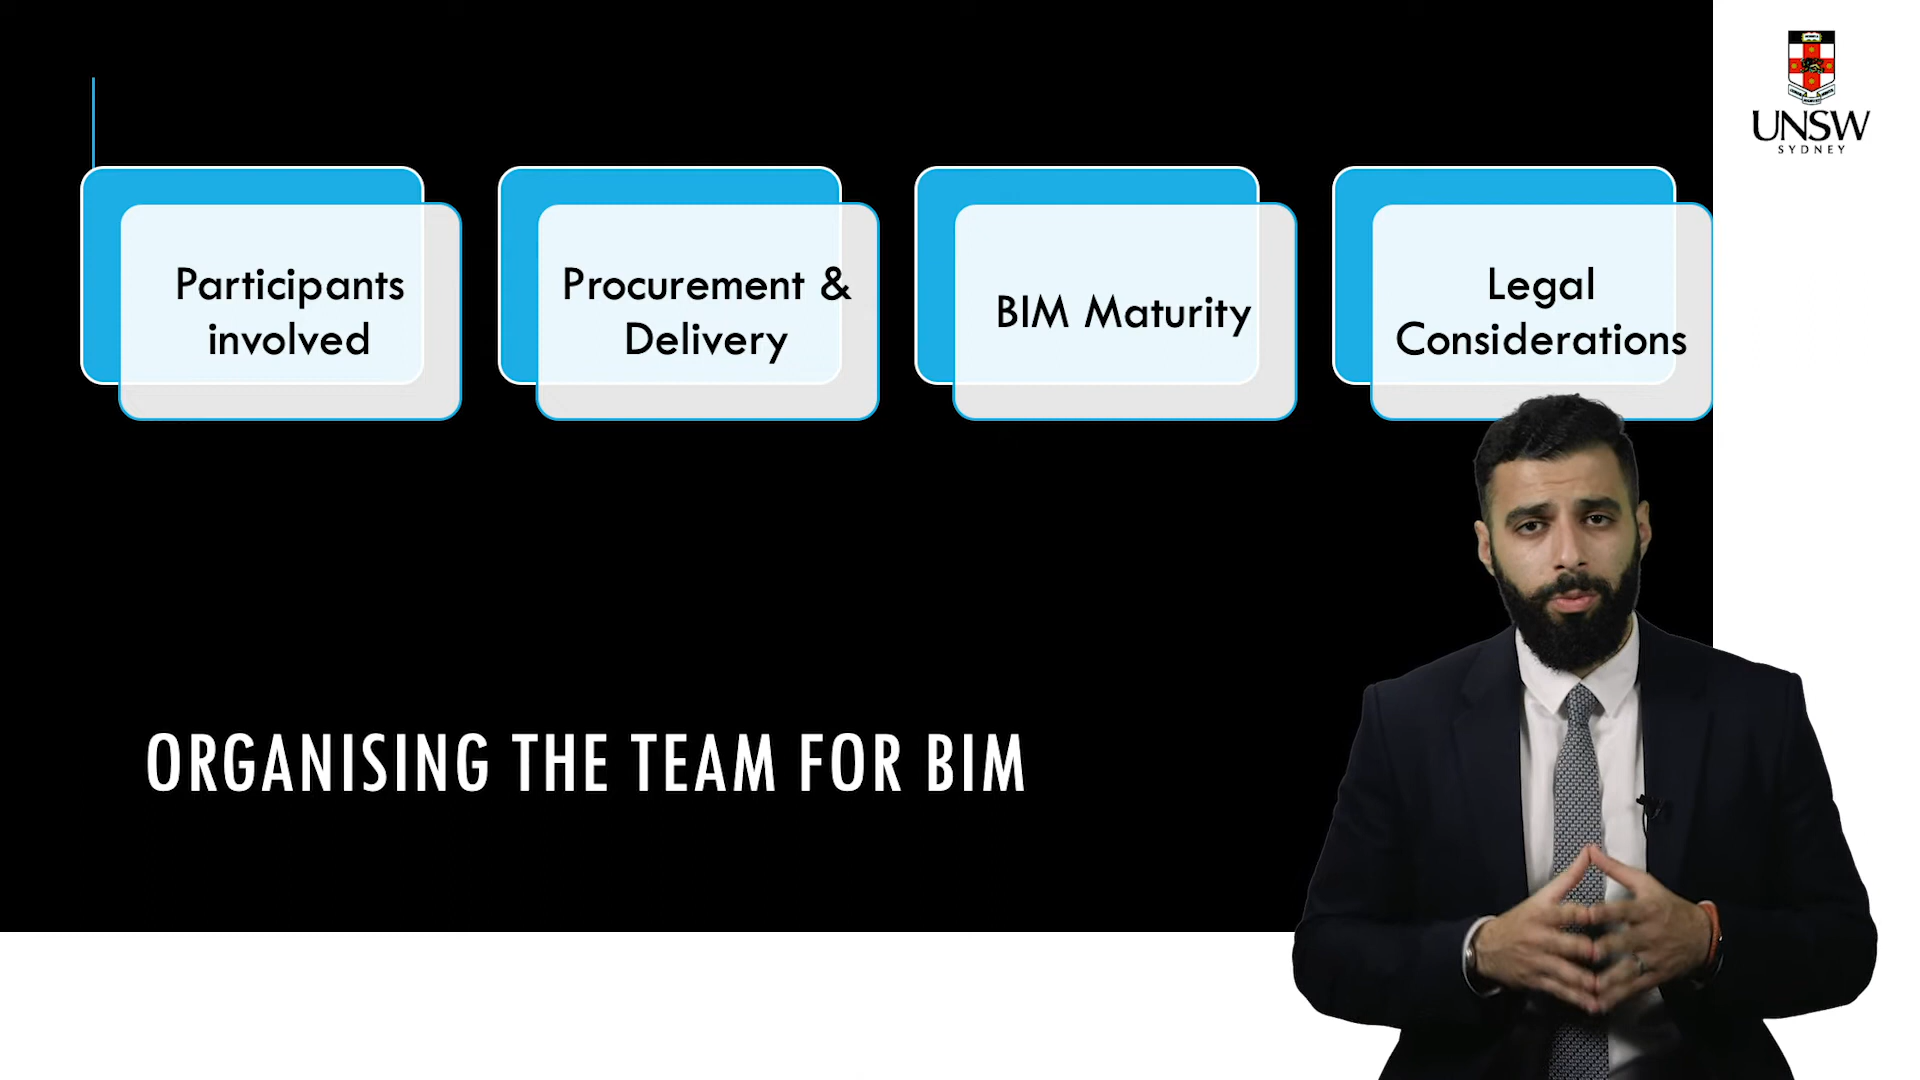 UNSW
SYDNEY
Participants
involved
Procurement &
Delivery
BIM Maturity
Legal
Considerations
ORGANISING THE TEAM FOR BIM